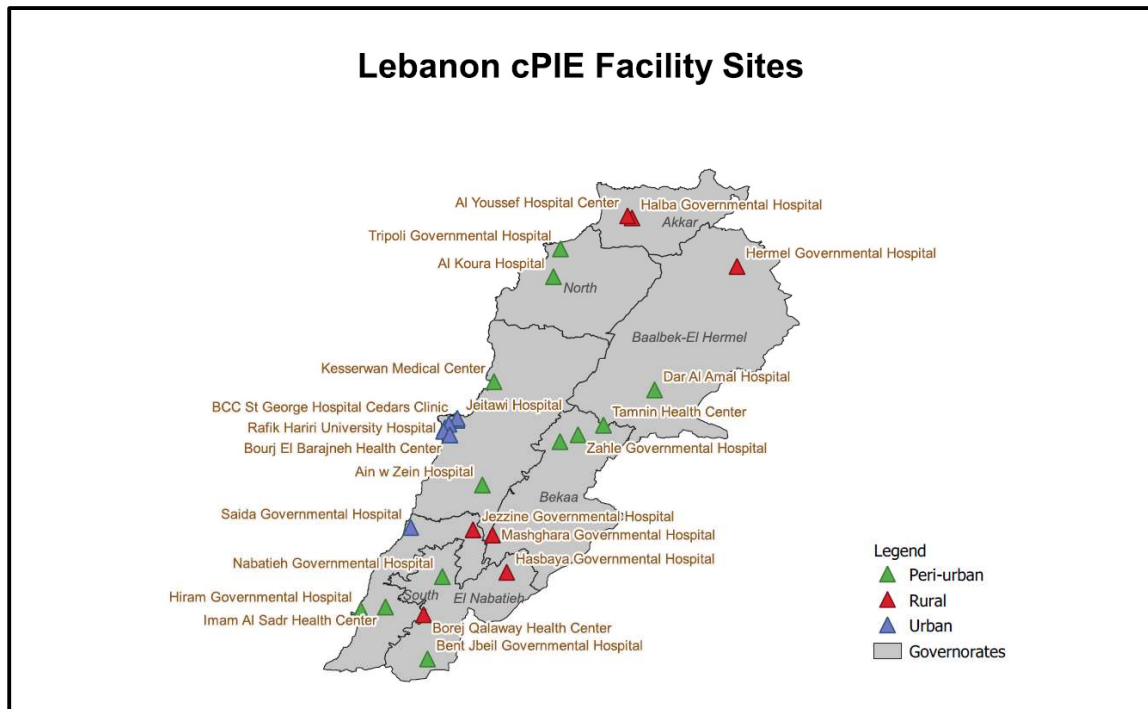 Lebanon cPIE Facility Sites
Al Youssef Hospital Center
Halba Governmental Hospital
Akkar
Tripoli Governmental Hospital
Hermel Governmental Hospital
Al Koura Hospital
North
Baalbek-El Hermel
Kesserwan Medical Center
Dar Al Amal Hospital
BCC St George Hospital Cedars Clinic
Jeitawi Hospital
Tamnin Health Center
Rafik Hariri University Hospital
Bourj El Barajneh Health Center
Zahle Governmental Hospital
Ain w Zein Hospital
Bekaa
Saida Governmental Hospital
Jezzine Governmental Hospital
Mashghara Governmental Hospital
Nabatieh Governmental Hospital
Hasbaya Governmental Hospital
Hiram Governmental Hospital
South
El Nabatieh
Imam Al Sadr Health Center
Borej Qalaway Health Center
Bent Jbeil Governmental Hospital
Legend
Peri-urban
Rural
Urban
Governorates